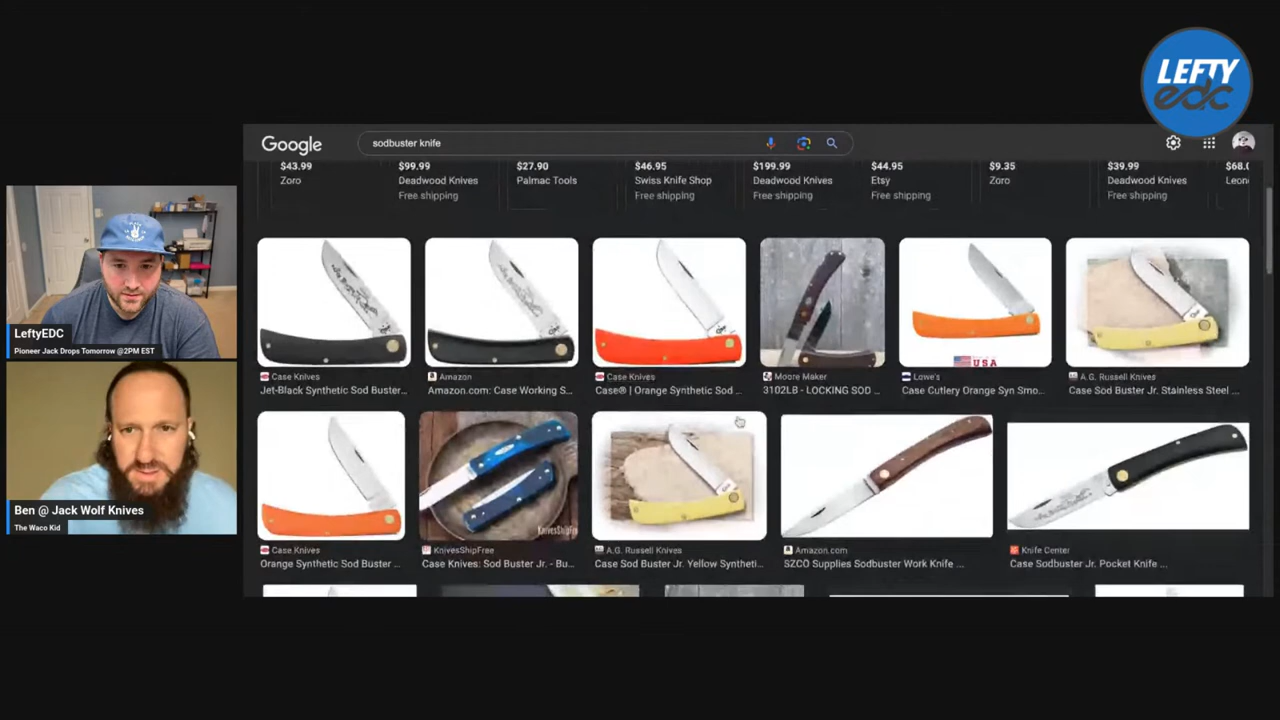 LEFTY
edc
Google
sodbuster knife
$43.99
Zoro
$99.99
Deadwood Knives
Free shipping
$27.90
Palmac Tools
$46.95
Swiss Knife Shop
Free shipping
$199.99
Deadwood Knives
Free shipping
$44.95
Etsy
Free shipping
$9.35
Zoro
$39.99
Deadwood Knives
Free shipping
$68.0
Leon
LeftyEDC
Pioneer Jack Drops Tomorrow @2PM EST
Ben @ Jack Wolf Knives
The Waco Kid
Case Knives
Jet-Black Synthetic Sod Buster...
Amazon
Amazon.com: Case Working S...
Case Knives
Case® | Orange Synthetic Sod ...
Moore Maker
3102LB - LOCKING SOD ...
USA
Lowe's
Case Cutlery Orange Syn Smo...
A.G. Russell Knives
Case Sod Buster Jr. Stainless Steel ...
Case Knives
Orange Synthetic Sod Buster ...
KnivesShipFree
KnivesShipFree
Case Knives: Sod Buster Jr. - Bu...
A.G. Russell Knives
Case Sod Buster Jr. Yellow Syntheti...
Amazon.com
SZCO Supplies Sodbuster Work Knife ...
Knife Center
Case Sodbuster Jr. Pocket Knife ...